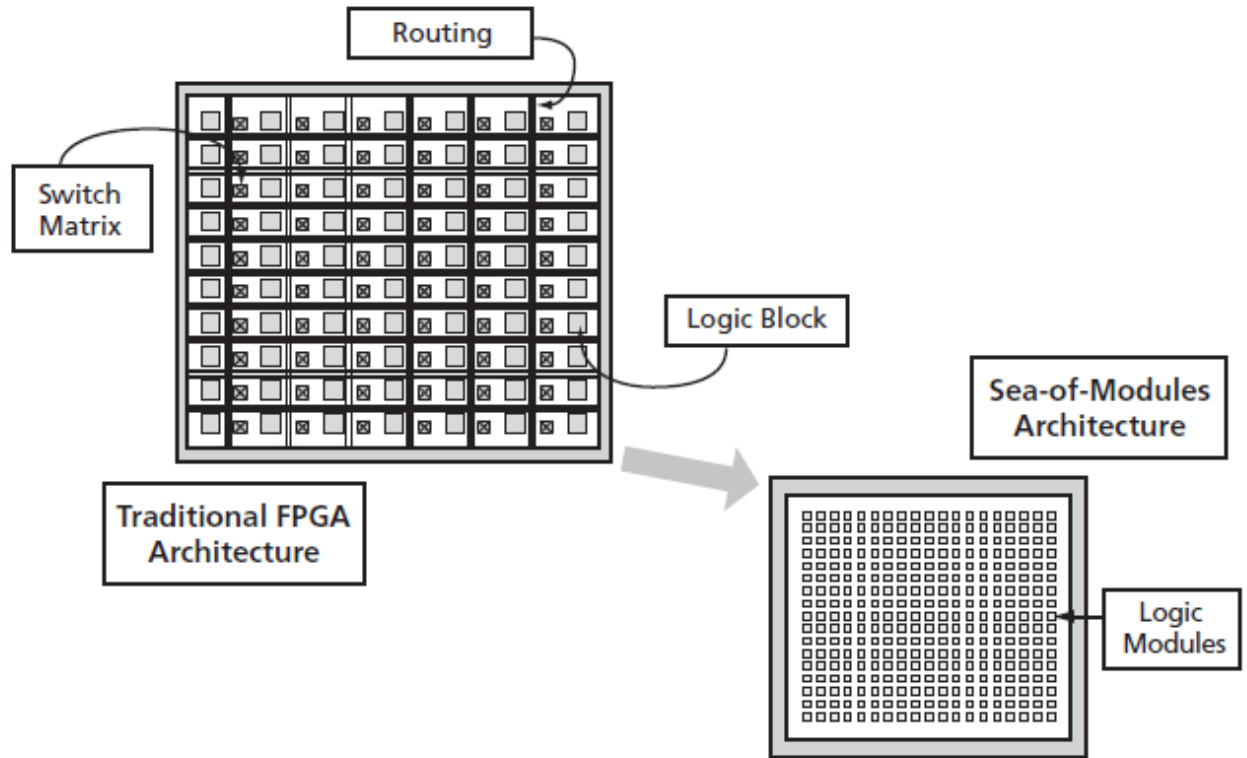 Routing
Switch
Matrix
Logic Block
Sea-of-Modules
Architecture
Traditional FPGA
Architecture
Logic
Modules